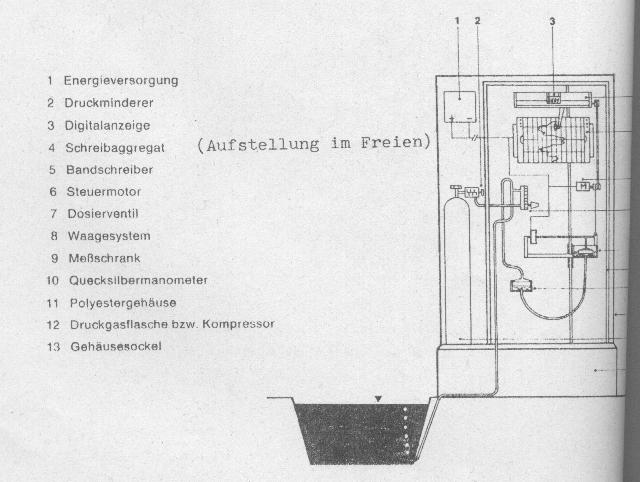 1 2 3
1 Energieversorgung
2 Druckminderer
3 Digitalanzeige
4 Schreibaggregat
(Aufstellung im Freien)
5 Bandschreiber
6 Steuermotor
7 Dosierventil
8 Waagesystem
9 Meßschrank
10 Quecksilbermanometer
11 Polyestergehäuse
12 Druckgasflasche bzw. Kompressor
13 Gehäusesockel
+ −
M